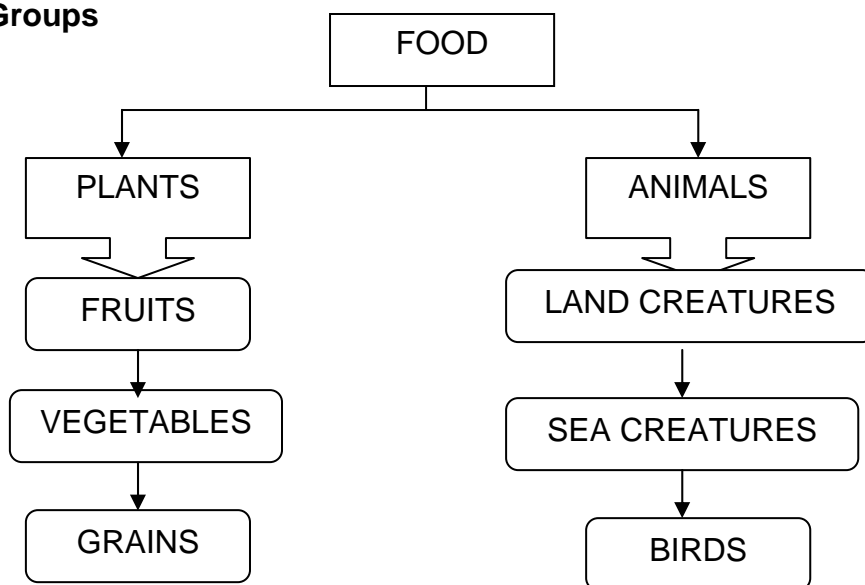 Groups
FOOD
PLANTS
ANIMALS
FRUITS
LAND CREATURES
VEGETABLES
SEA CREATURES
GRAINS
BIRDS